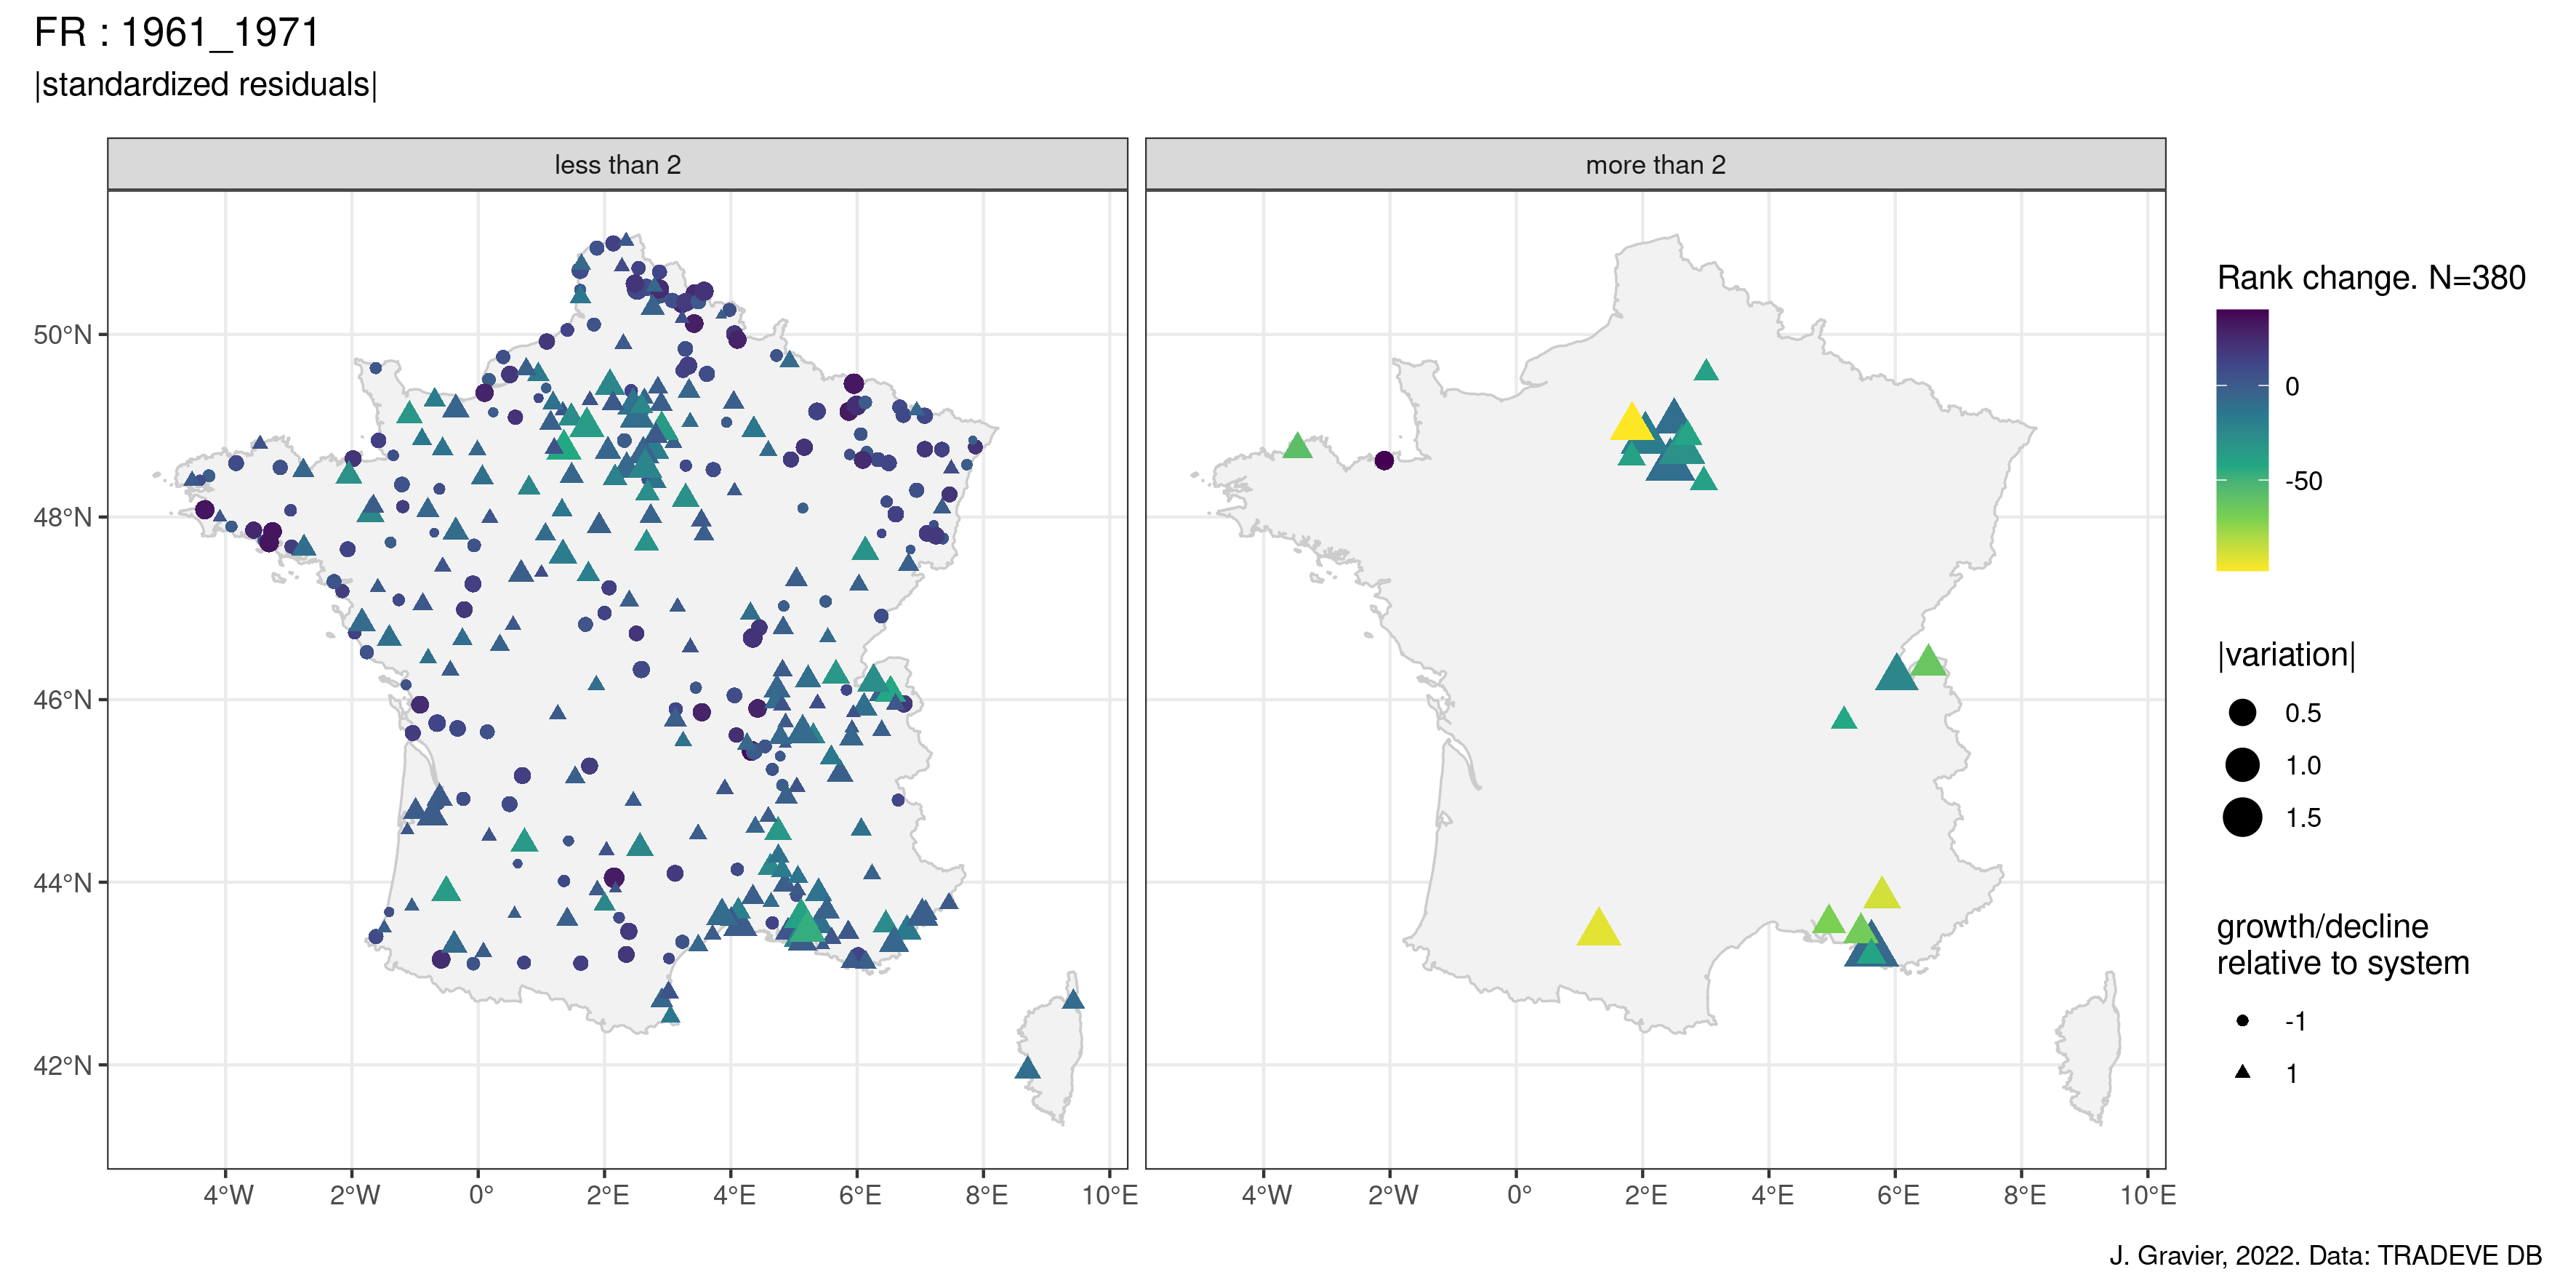 FR : 1961_1971
|standardized residuals|
less than 2
more than 2
50°N
48°N
46°N
44°N
42°N
4°W 2°W 0° 2°E 4°E 6°E 8°E 10°E
4°W 2°W 0° 2°E 4°E 6°E 8°E 10°E
Rank change. N=380
0
-50
|variation|
0.5
1.0
1.5
growth/decline
relative to system
-1
1
J. Gravier, 2022. Data: TRADEVE DB